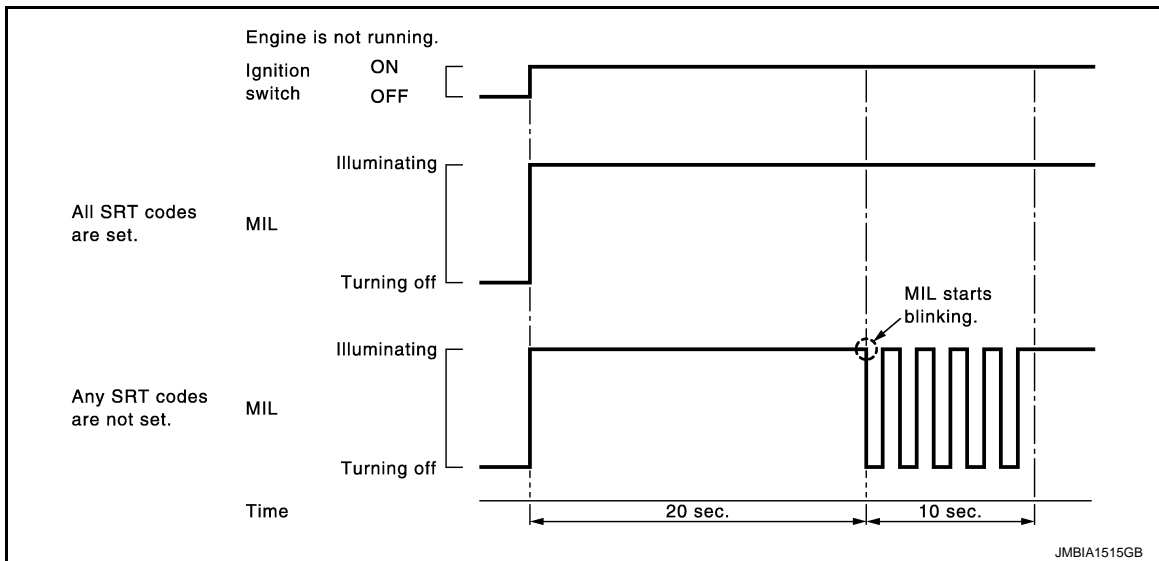 Engine is not running.
Ignition
switch
ON
OFF
Illuminating
All SRT codes
are set.
MIL
Turning off
MIL starts
blinking.
Illuminating
Any SRT codes
are not set.
MIL
Turning off
Time
20 sec.
10 sec.
JMBIA1515GB